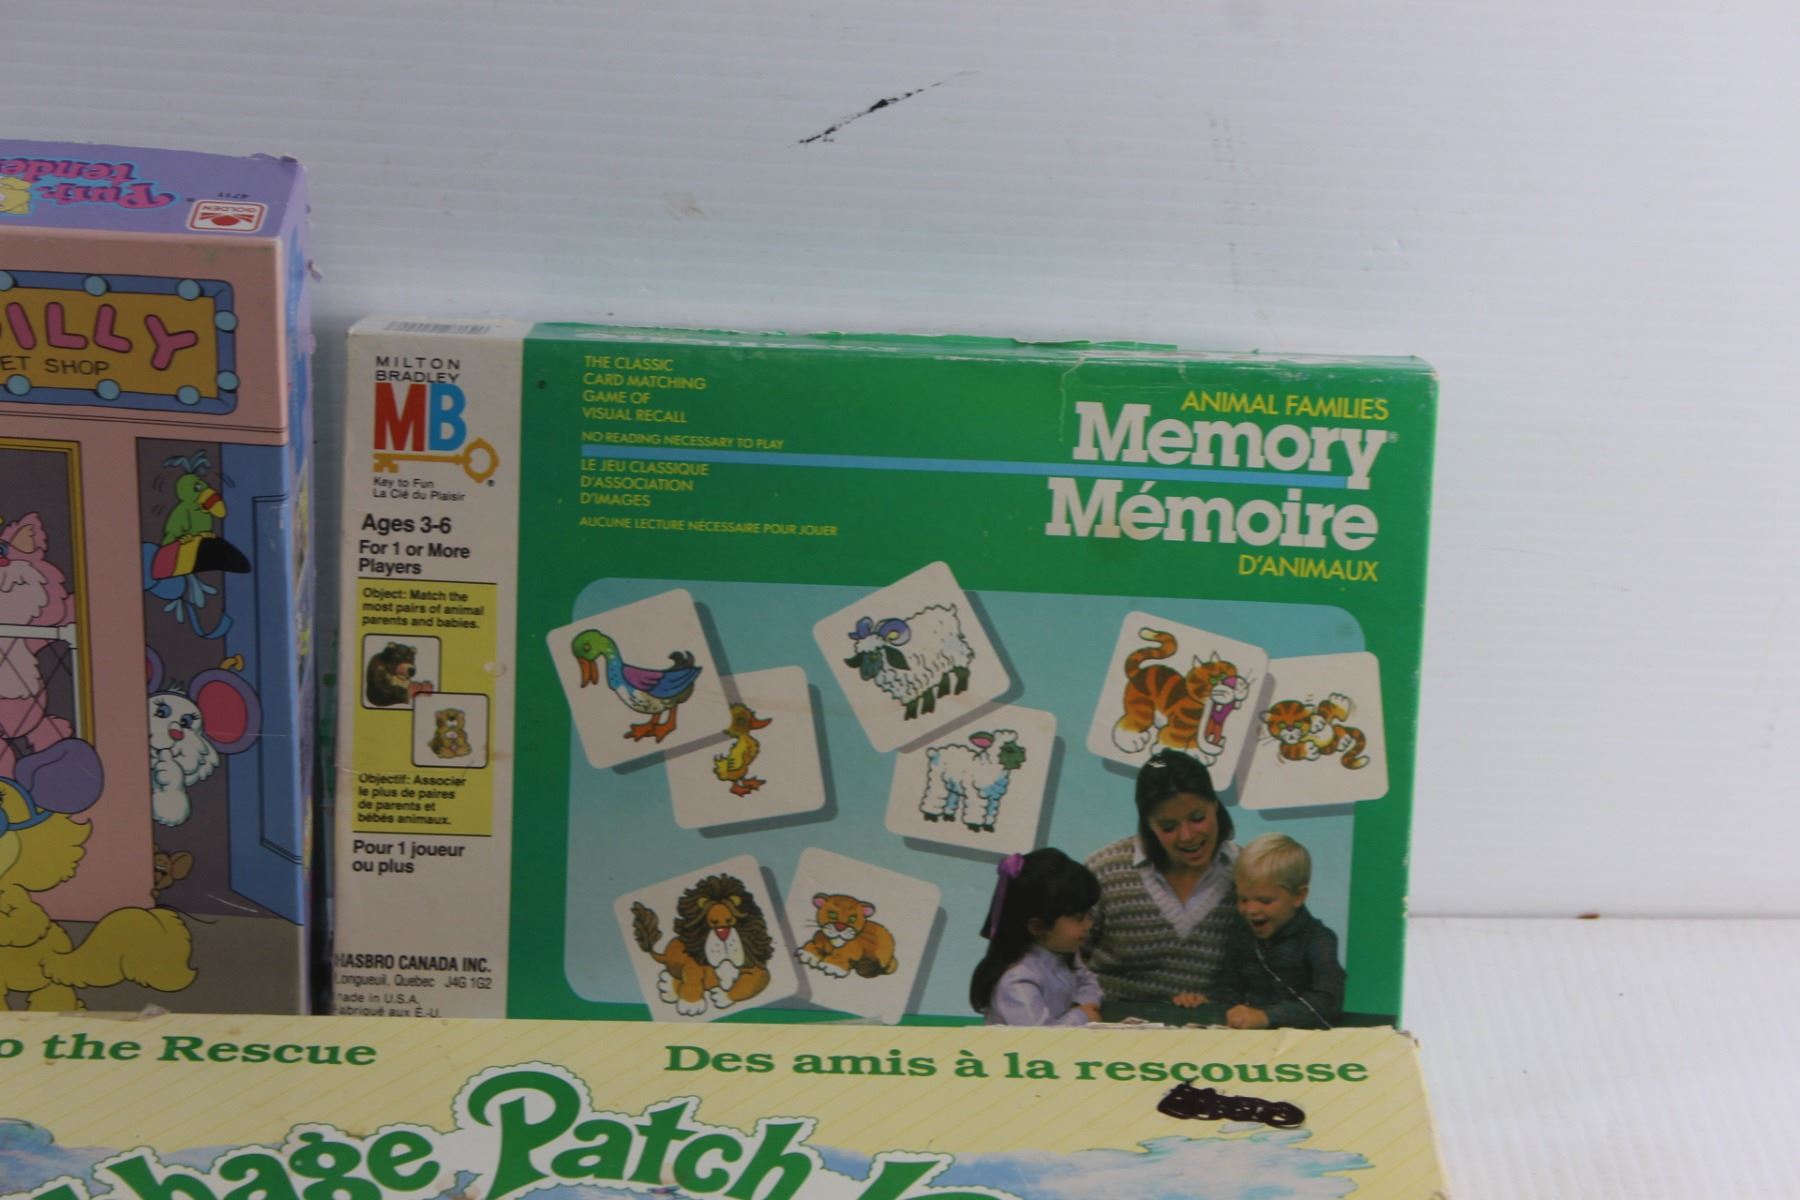 Purr-
tende
4711
GOLDEN
ILLY
ET SHOP
MILTON
BRADLEY
MB
Key to Fun
La Clé du Plaisir
Ages 3-6
For 1 or More
Players
Object: Match the
most pairs of animal
parents and babies.
Objectif: Associer
le plus de paires
de parents et
bébés animaux.
Pour 1 joueur
ou plus
HASBRO CANADA INC.
Longueuil, Quebec J4G 1G2
made in U.S.A.
Fabriqué aux É.-U.
THE CLASSIC
CARD MATCHING
GAME OF
VISUAL RECALL
NO READING NECESSARY TO PLAY
LE JEU CLASSIQUE
D'ASSOCIATION
D'IMAGES
AUCUNE LECTURE NÉCESSAIRE POUR JOUER
ANIMAL FAMILIES
Memory®
Mémoire
D'ANIMAUX
o the Rescue
Des amis à la rescousse
bage Patch